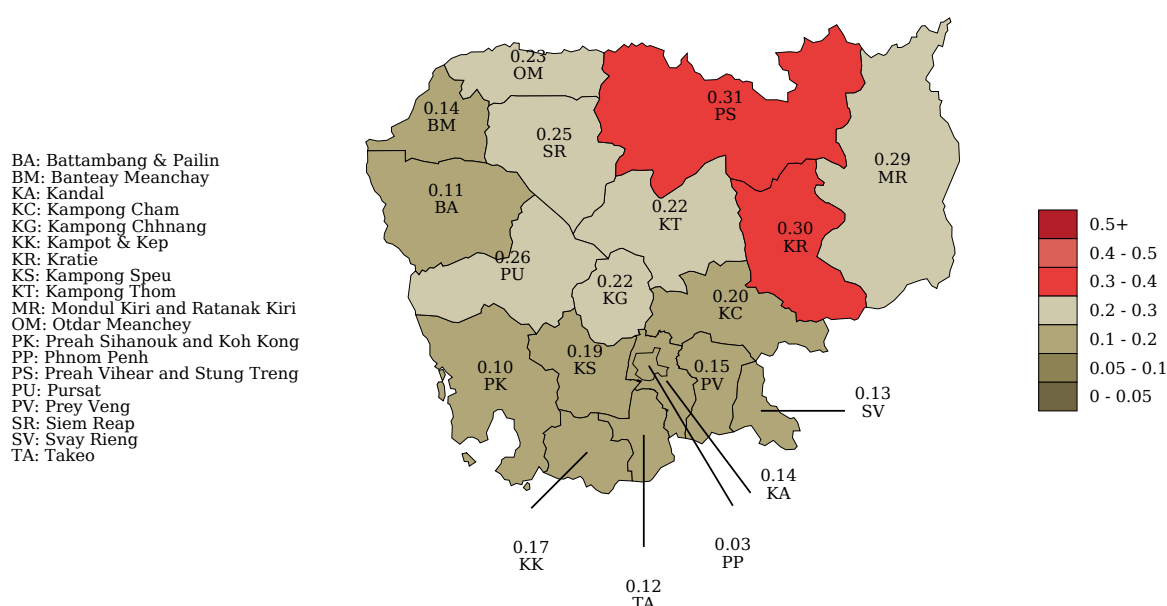 BA: Battambang & Pailin
BM: Banteay Meanchay
KA: Kandal
KC: Kampong Cham
KG: Kampong Chhnang
KK: Kampot & Kep
KR: Kratie
KS: Kampong Speu
KT: Kampong Thom
MR: Mondul Kiri and Ratanak Kiri
OM: Otdar Meanchey
PK: Preah Sihanouk and Koh Kong
PP: Phnom Penh
PS: Preah Vihear and Stung Treng
PU: Pursat
PV: Prey Veng
SR: Siem Reap
SV: Svay Rieng
TA: Takeo
0.23
OM
0.14
BM
0.25
SR
0.31
PS
0.29
MR
0.11
BA
0.22
KT
0.30
KR
0.26
PU
0.22
KG
0.20
KC
0.10
PK
0.19
KS
0.15
PV
0.13
SV
0.14
KA
0.17
KK
0.03
PP
0.12
TA
0.5+
0.4 - 0.5
0.3 - 0.4
0.2 - 0.3
0.1 - 0.2
0.05 - 0.1
0 - 0.05